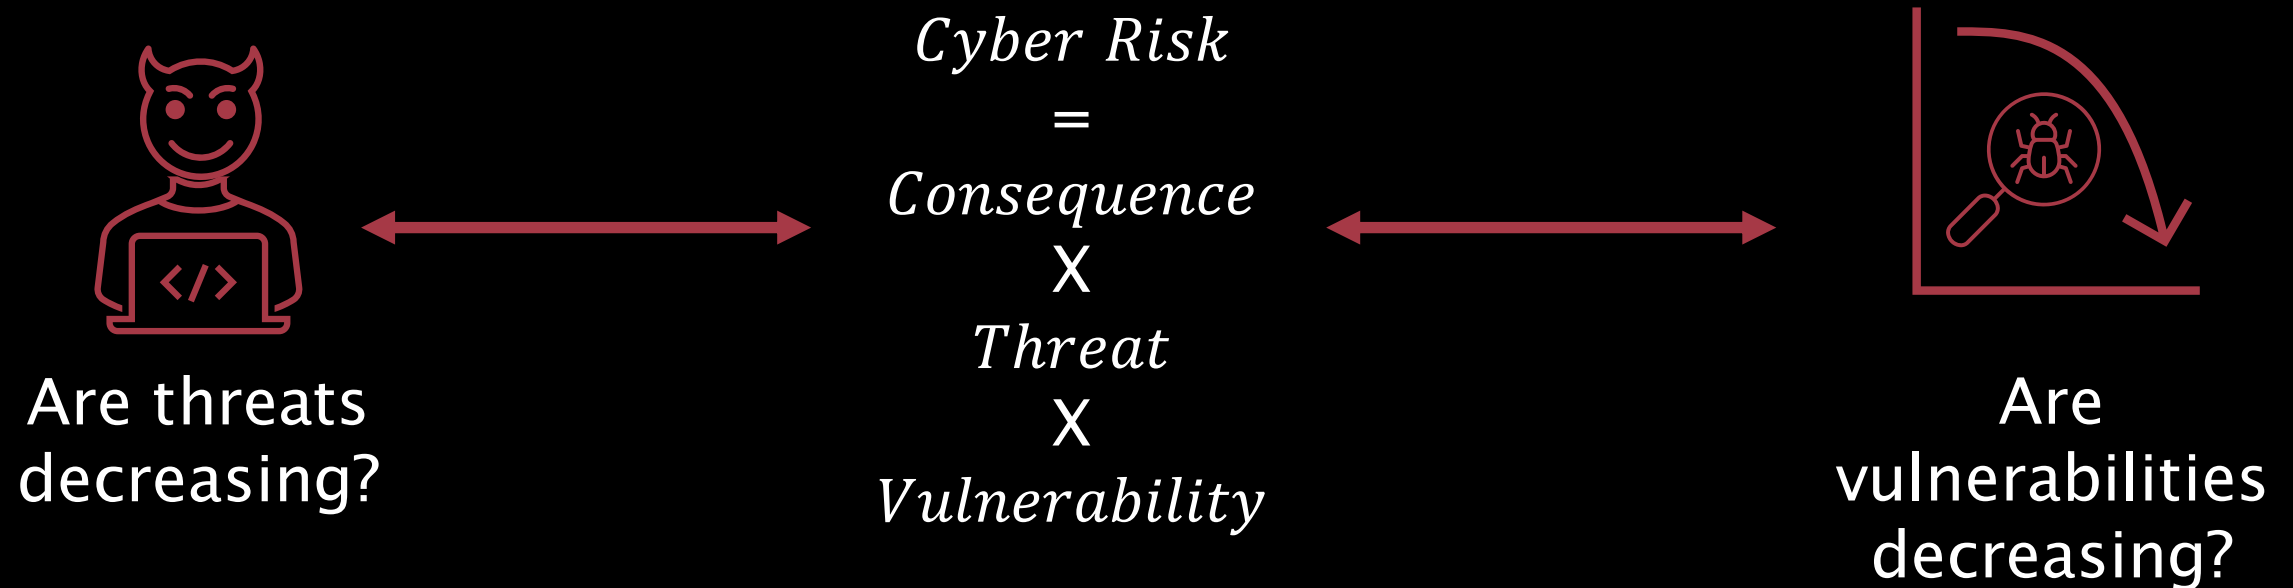 Cyber Risk
=
Consequence
X
Threat
X
Vulnerability
</>
Are threats
decreasing?
Are
vulnerabilities
decreasing?